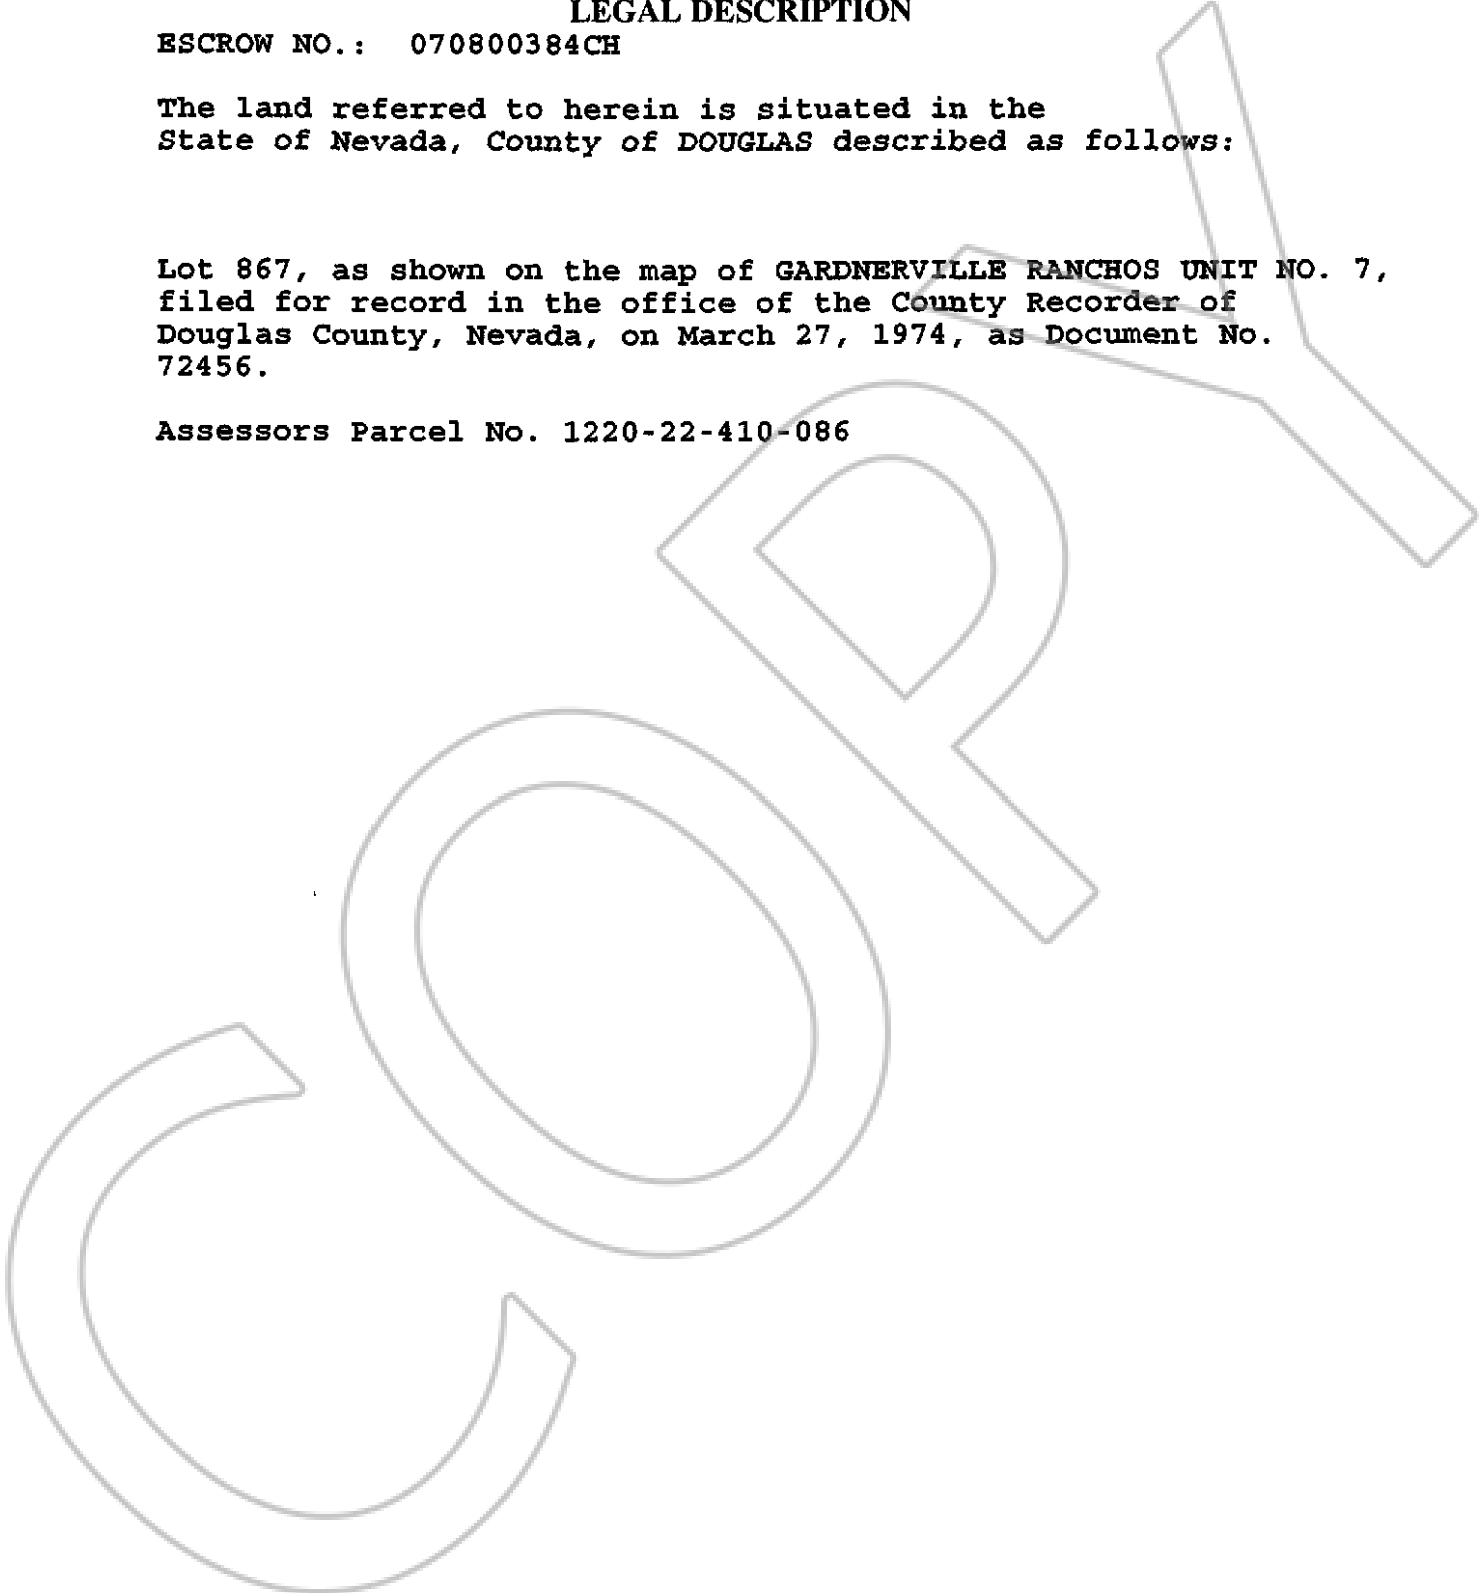 LEGAL DESCRIPTION
ESCROW NO.: 070800384CH
The land referred to herein is situated in the
State of Nevada, County of DOUGLAS described as follows:
Lot 867, as shown on the map of GARDNERVILLE RANCHOS UNIT NO. 7,
filed for record in the office of the County Recorder of
Douglas County, Nevada, on March 27, 1974, as Document No.
72456.
Assessors Parcel No. 1220-22-410-086
COPY